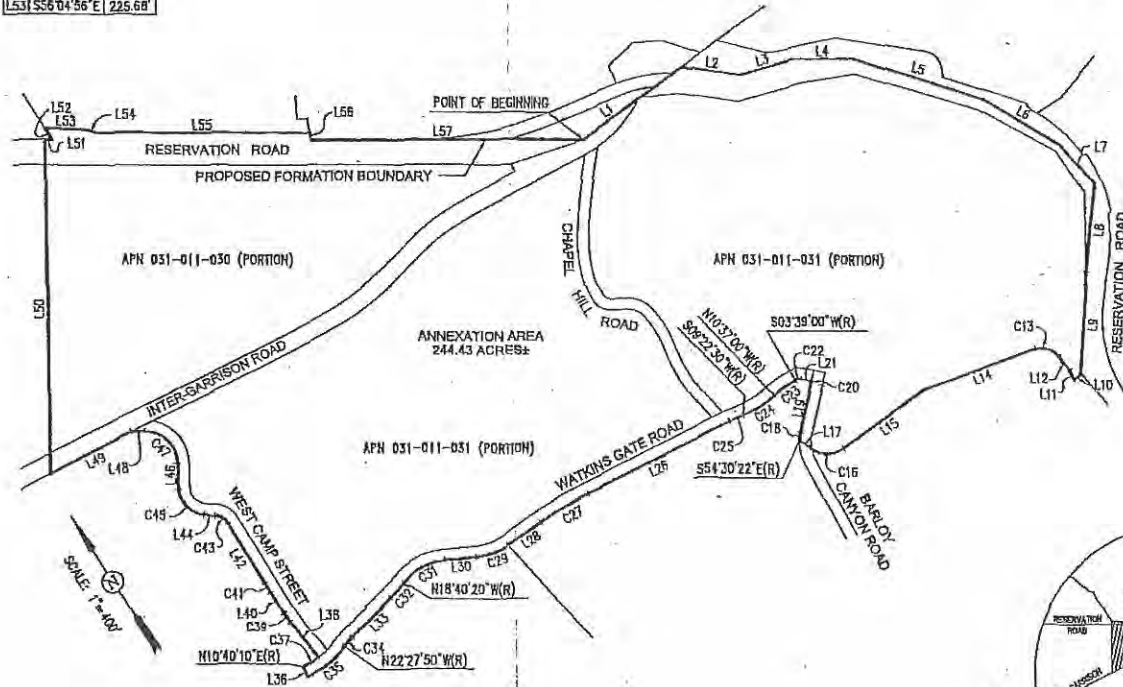 L53 S56°04'56"E 225.68'
L52
L53
L54
L55
L56
L57
L51
POINT OF BEGINNING
RESERVATION ROAD
PROPOSED FORMATION BOUNDARY
L1
L2
L3
L4
L5
L6
L7
L8
L9
RESERVATION ROAD
APN 031-011-030 (PORTION)
APN 031-011-031 (PORTION)
CHAPEL HILL ROAD
L50
ANNEXATION AREA
244.43 ACRES±
INTER-GARRISON ROAD
N10°37'00"W(R)
S09°22'30"W(R)
S03°39'00"W(R)
C13
L12
L11
L10
L14
L15
C22
L21
C20
C23
L19
C24
C25
C18
L17
C16
APN 031-011-031 (PORTION)
WATKINS GATE ROAD
S54°30'22"E(R)
BARLOY CANYON ROAD
L49
L48
C47
L46
C45
L44
C43
L42
C41
L40
C39
L38
C37
WEST CAMP STREET
L26
C27
L28
C29
L30
C31
C32
N18°40'20"W(R)
L33
C34
C35
N22°27'50"W(R)
N10°40'10"E(R)
L36
SCALE: 1"=400'
N
RESERVATION
ROAD